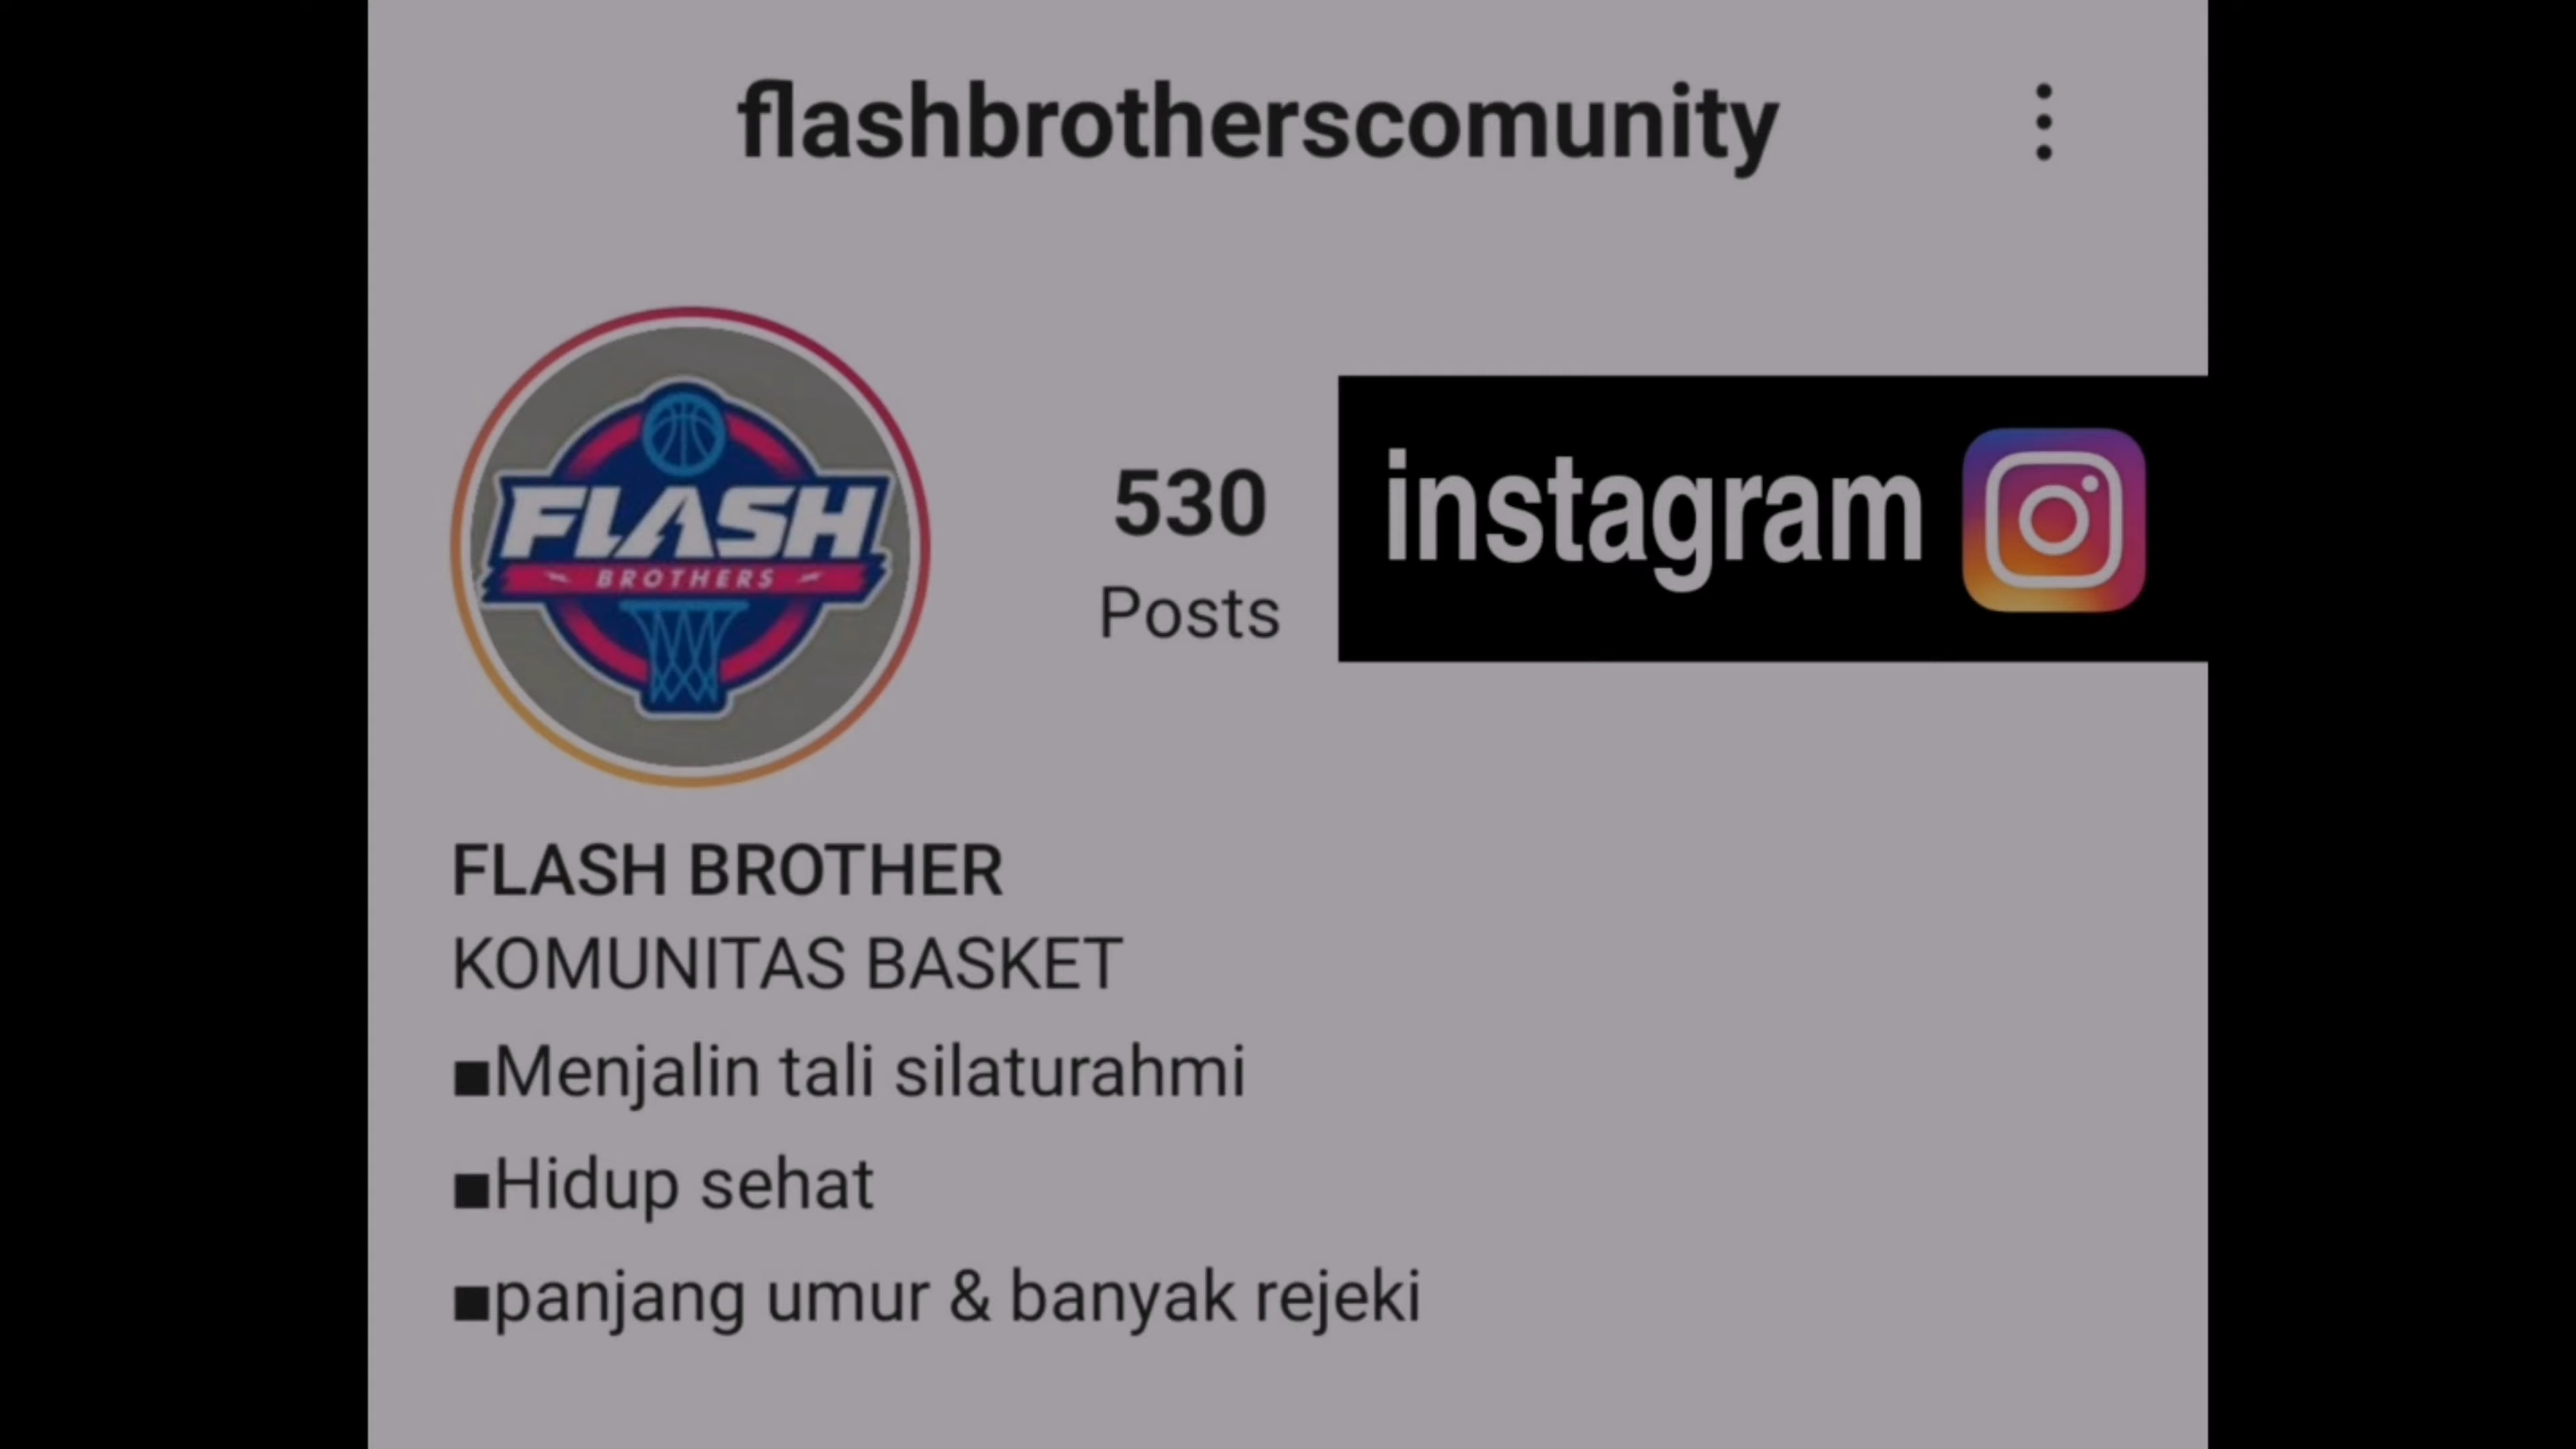 flashbrotherscomunity
FLASH
BROTHERS
530
Posts
instagram
FLASH BROTHER
KOMUNITAS BASKET
■Menjalin tali silaturahmi
■Hidup sehat
■panjang umur & banyak rejeki